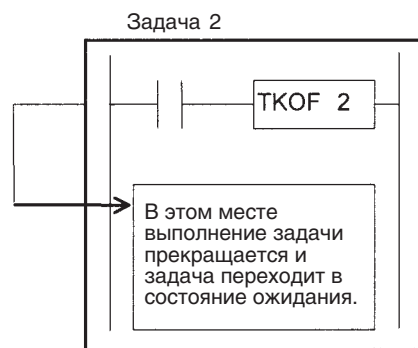 Задача 2
TKOF 2
В этом месте
выполнение задачи
прекращается и
задача переходит в
состояние ожидания.